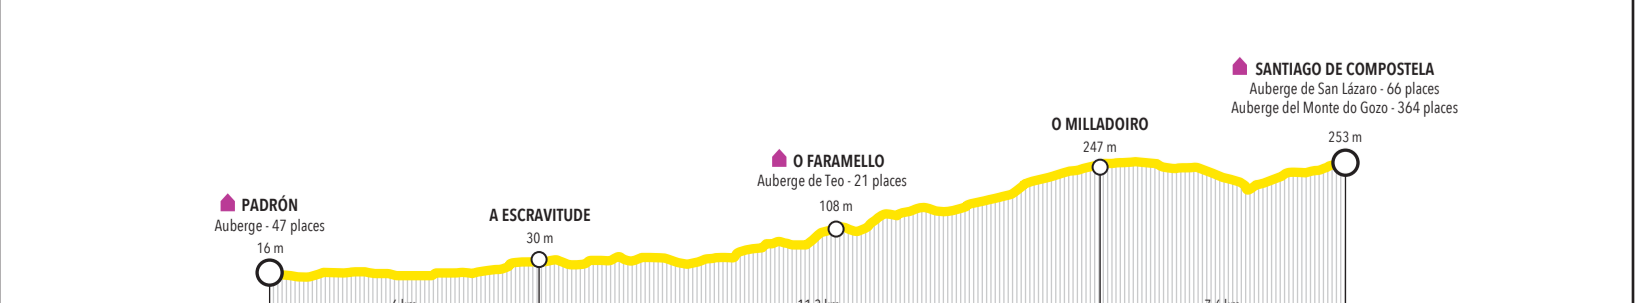 PADRÓN
Auberge - 47 places
16 m
A ESCRAVITUDE
30 m
O FARAMELLO
Auberge de Teo - 21 places
108 m
O MILLADOIRO
247 m
SANTIAGO DE COMPOSTELA
Auberge de San Lázaro - 66 places
Auberge del Monte do Gozo - 364 places
253 m